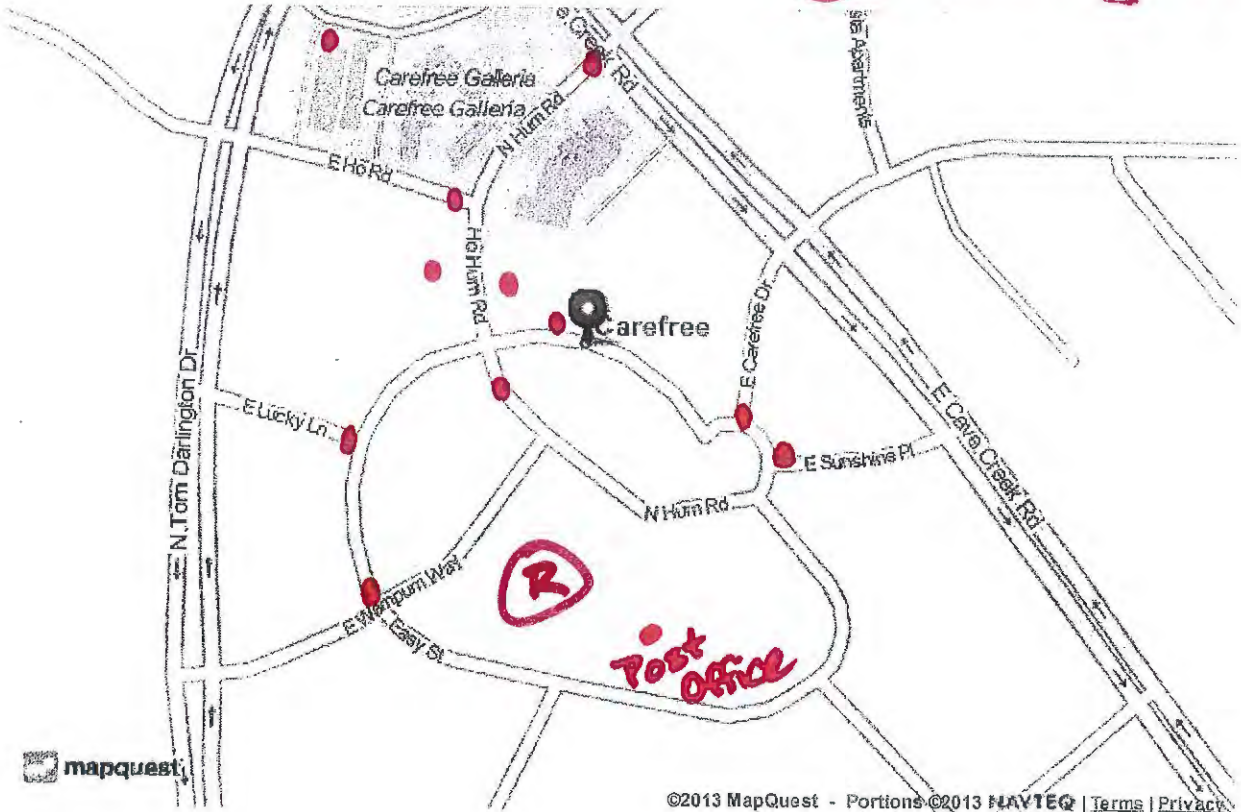 e Creek Rd
sis Apartments
Carefree Galleria
Carefree Galleria
N Hum Rd
E Ho Rd
Ho Hum Rd
Carefree
E Carefree Dr
N Tom Darlington Dr
E Lucky Ln
E Cave Creek Rd
E Sunshine Pl
N Hum Rd
R
E Wampum Way
Easy St
Post
Office
mapquest
©2013 MapQuest - Portions ©2013 NAVTEQ | Terms | Privacy